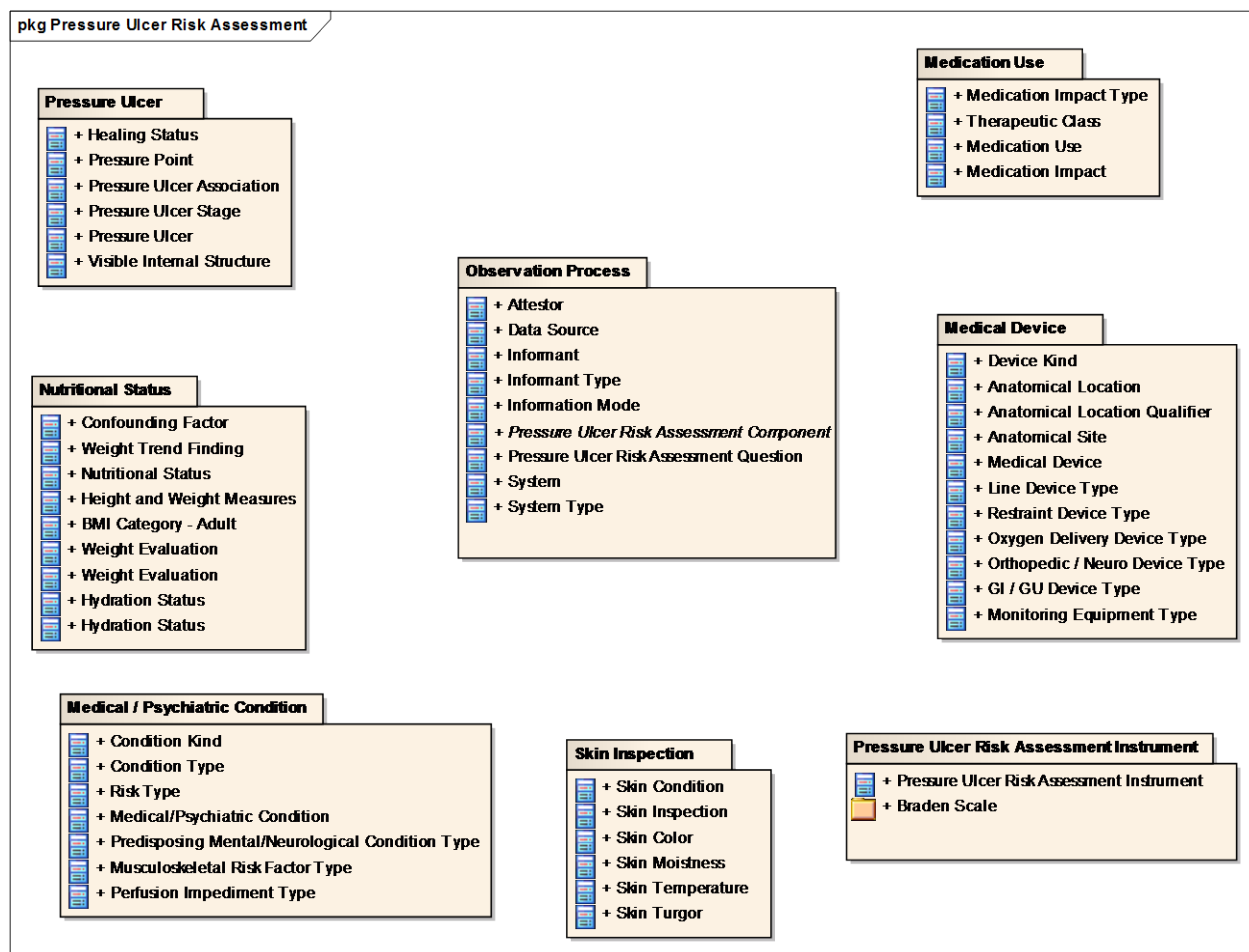 pkg Pressure Ulcer Risk Assessment
Pressure Ulcer
+ Healing Status
+ Pressure Point
+ Pressure Ulcer Association
+ Pressure Ulcer Stage
+ Pressure Ulcer
+ Visible Internal Structure
Medication Use
+ Medication Impact Type
+ Therapeutic Class
+ Medication Use
+ Medication Impact
Observation Process
+ Attestor
+ Data Source
+ Informant
+ Informant Type
+ Information Mode
+ Pressure Ulcer Risk Assessment Component
+ Pressure Ulcer Risk Assessment Question
+ System
+ System Type
Medical Device
+ Device Kind
+ Anatomical Location
+ Anatomical Location Qualifier
+ Anatomical Site
+ Medical Device
+ Line Device Type
+ Restraint Device Type
+ Oxygen Delivery Device Type
+ Orthopedic / Neuro Device Type
+ GI / GU Device Type
+ Monitoring Equipment Type
Nutritional Status
+ Confounding Factor
+ Weight Trend Finding
+ Nutritional Status
+ Height and Weight Measures
+ BMI Category - Adult
+ Weight Evaluation
+ Weight Evaluation
+ Hydration Status
+ Hydration Status
Medical / Psychiatric Condition
+ Condition Kind
+ Condition Type
+ Risk Type
+ Medical/Psychiatric Condition
+ Predisposing Mental/Neurological Condition Type
+ Musculoskeletal Risk Factor Type
+ Perfusion Impediment Type
Skin Inspection
+ Skin Condition
+ Skin Inspection
+ Skin Color
+ Skin Moistness
+ Skin Temperature
+ Skin Turgor
Pressure Ulcer Risk Assessment Instrument
+ Pressure Ulcer Risk Assessment Instrument
+ Braden Scale